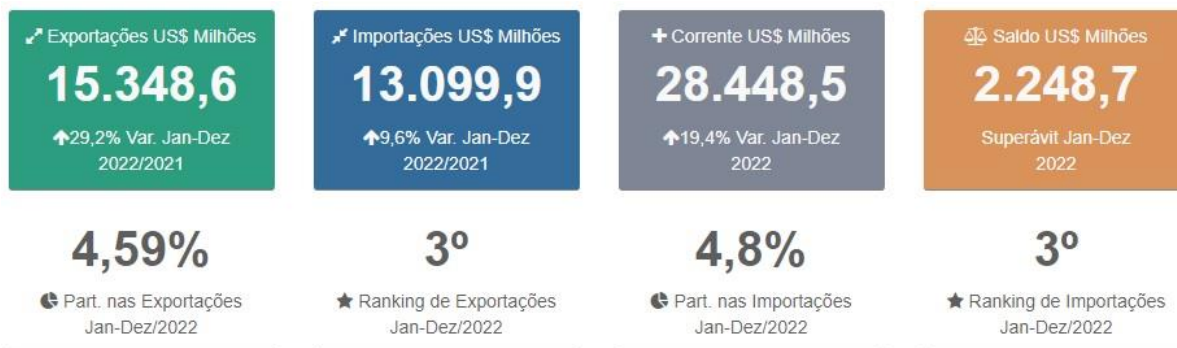 Exportações US$ Milhões
15.348,6
29,2% Var. Jan-Dez
2022/2021
Importações US$ Milhões
13.099,9
9,6% Var. Jan-Dez
2022/2021
Corrente US$ Milhões
28.448,5
19,4% Var. Jan-Dez
2022
Saldo US$ Milhões
2.248,7
Superávit Jan-Dez
2022
4,59%
Part. nas Exportações
Jan-Dez/2022
3º
Ranking de Exportações
Jan-Dez/2022
4,8%
Part. nas Importações
Jan-Dez/2022
3º
Ranking de Importações
Jan-Dez/2022